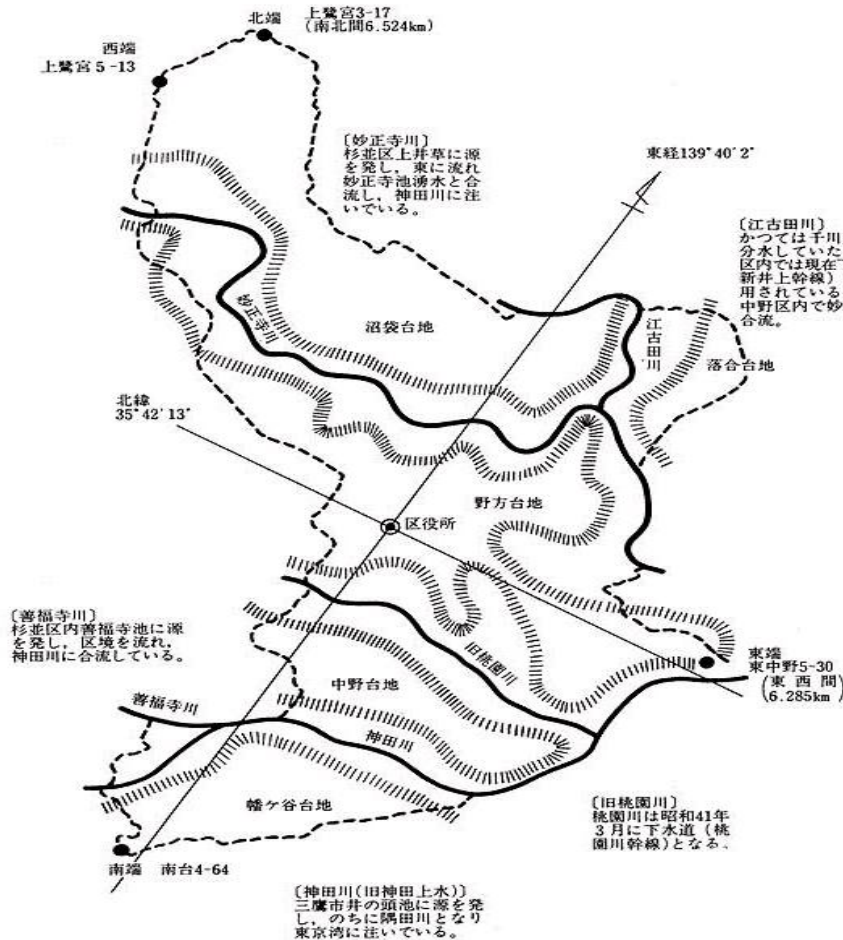 北端
上鷺宮3-17
(南北間6.524km)
西端
上鷺宮5-13
〔妙正寺川〕
杉並区上井草に源
を発し，東に流れ
妙正寺池湧水と合
流し，神田川に注
いでいる。
東経139°40′2″
〔江古田川〕
かつては千川
分水していた
区内では現在
新井上幹線)
用されている
中野区内で妙
合流。
妙正寺川
沼袋台地
江古田川
落合台地
北緯
35°42′13″
野方台地
区役所
〔善福寺川〕
杉並区内善福寺池に源
を発し，区境を流れ，
神田川に合流している。
旧桃園川
東端
東中野5-30
(東西間)
6.285km
中野台地
善福寺川
神田川
幡ケ谷台地
〔旧桃園川〕
桃園川は昭和41年
3月に下水道（桃
園川幹線）となる、
南端 南台4-64
〔神田川(旧神田上水)〕
三鷹市井の頭池に源を発
し，のちに隅田川となり
東京湾に注いでいる。